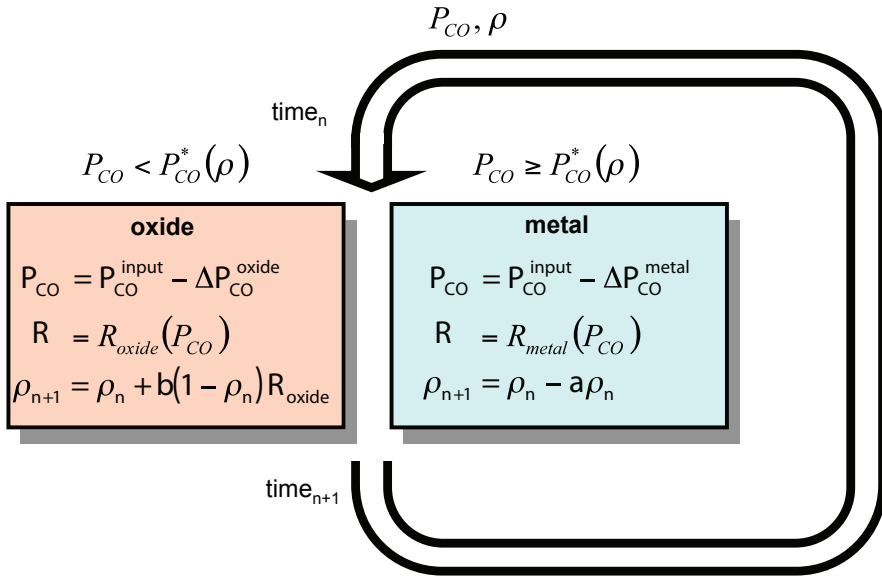 P_CO, ρ
time_n
P_CO < P*_CO(ρ)
P_CO ≥ P*_CO(ρ)
oxide
P_CO = P_CO^input − ΔP_CO^oxide
R = R_oxide(P_CO)
ρ_n+1 = ρ_n + b(1 − ρ_n) R_oxide
metal
P_CO = P_CO^input − ΔP_CO^metal
R = R_metal(P_CO)
ρ_n+1 = ρ_n − aρ_n
time_n+1